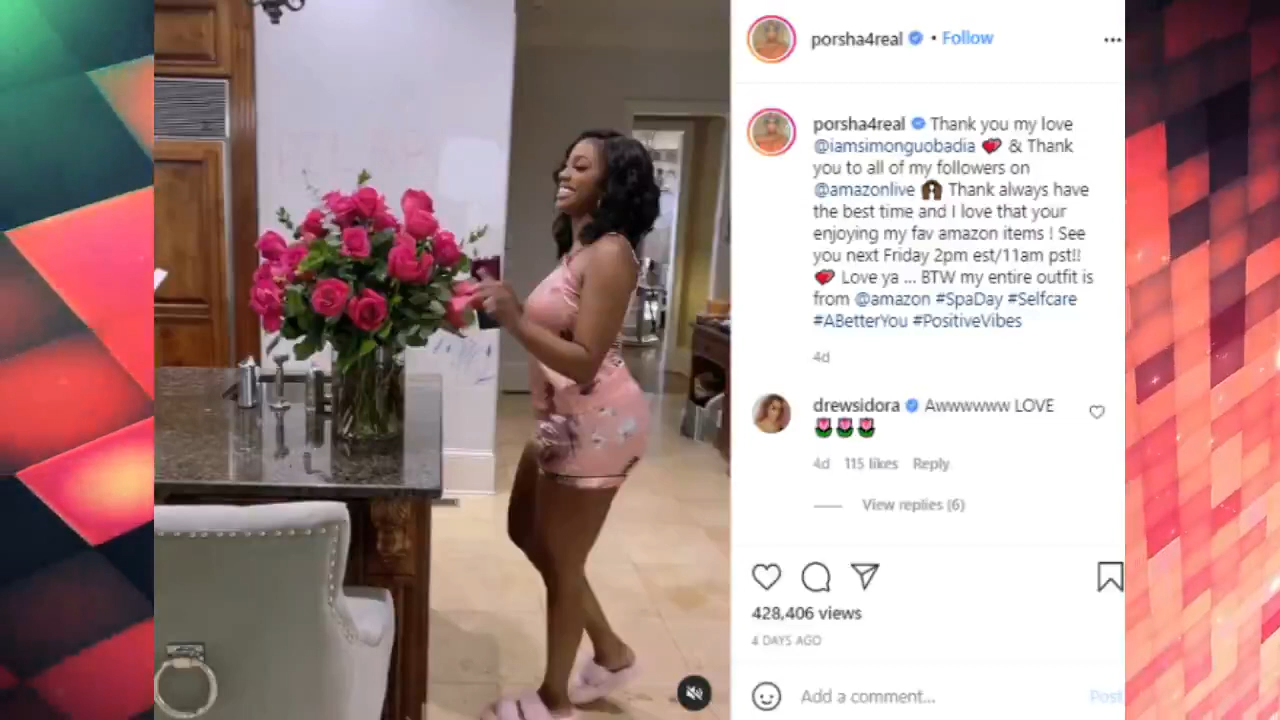 porsha4real • Follow
porsha4real Thank you my love
@iamsimonguobadia 💕 & Thank
you to all of my followers on
@amazonlive Thank always have
the best time and I love that your
enjoying my fav amazon items ! See
you next Friday 2pm est/11am pst!!
💕 Love ya ... BTW my entire outfit is
from @amazon #SpaDay #Selfcare
#ABetterYou #PositiveVibes
4d
drewsidora Awwwwww LOVE
🌷🌷🌷
4d 115 likes Reply
View replies (6)
428,406 views
4 DAYS AGO
Add a comment...
Post